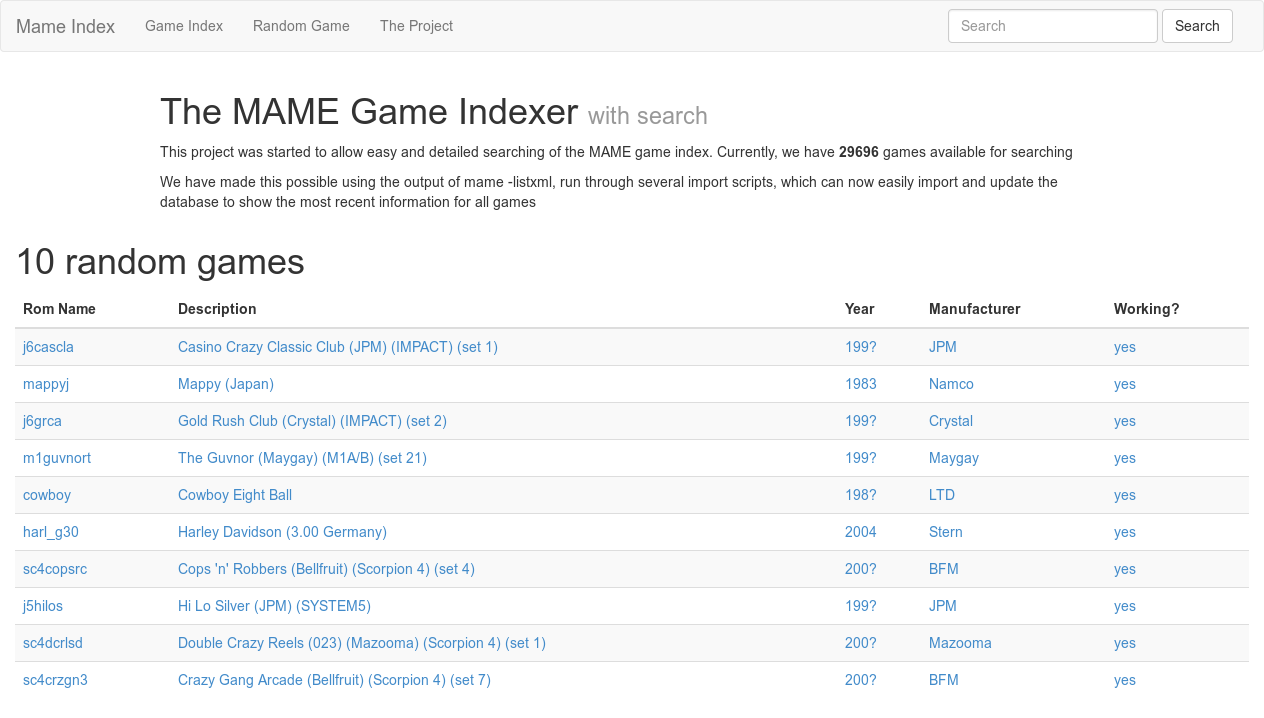 Mame Index Game Index Random Game The Project Search Search
The MAME Game Indexer with search
This project was started to allow easy and detailed searching of the MAME game index. Currently, we have 29696 games available for searching
We have made this possible using the output of mame -listxml, run through several import scripts, which can now easily import and update the
database to show the most recent information for all games
10 random games
Rom Name Description Year Manufacturer Working?
j6cascla Casino Crazy Classic Club (JPM) (IMPACT) (set 1) 199? JPM yes
mappyj Mappy (Japan) 1983 Namco yes
j6grca Gold Rush Club (Crystal) (IMPACT) (set 2) 199? Crystal yes
m1guvnort The Guvnor (Maygay) (M1A/B) (set 21) 199? Maygay yes
cowboy Cowboy Eight Ball 198? LTD yes
harl_g30 Harley Davidson (3.00 Germany) 2004 Stern yes
sc4copsrc Cops 'n' Robbers (Bellfruit) (Scorpion 4) (set 4) 200? BFM yes
j5hilos Hi Lo Silver (JPM) (SYSTEM5) 199? JPM yes
sc4dcrlsd Double Crazy Reels (023) (Mazooma) (Scorpion 4) (set 1) 200? Mazooma yes
sc4crzgn3 Crazy Gang Arcade (Bellfruit) (Scorpion 4) (set 7) 200? BFM yes